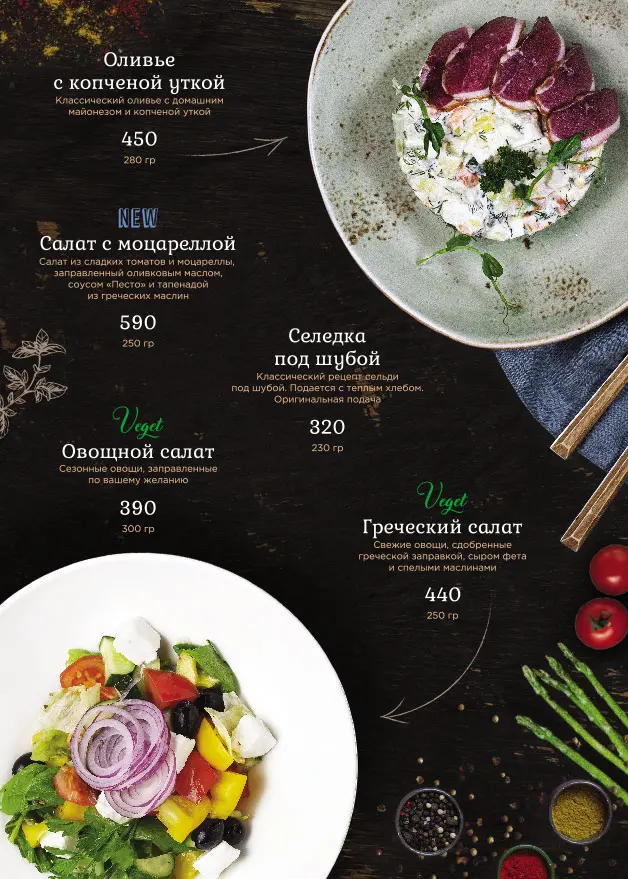 Оливье
с копченой уткой
Классический оливье с домашним
майонезом и копченой уткой
450
280 гр
NEW
Салат с моцареллой
Салат из сладких томатов и моцареллы,
заправленный оливковым маслом,
соусом «Песто» и тапенадой
из греческих маслин
590
250 гр
Селедка
под шубой
Классический рецепт сельди
под шубой. Подается с теплым хлебом.
Оригинальная подача
320
230 гр
Veget
Овощной салат
Сезонные овощи, заправленные
по вашему желанию
390
300 гр
Veget
Греческий салат
Свежие овощи, сдобренные
греческой заправкой, сыром фета
и спелыми маслинами
440
250 гр